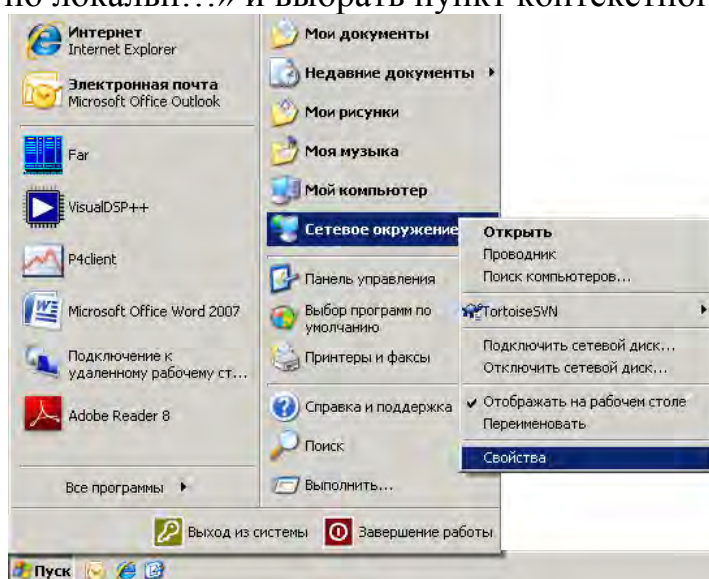 по локальн…» и выбрать пункт контекстног
Интернет
Internet Explorer
Электронная почта
Microsoft Office Outlook
Far
VisualDSP++
P4client
Microsoft Office Word 2007
Подключение к
удаленному рабочему ст...
Adobe Reader 8
Все программы
Мои документы
Недавние документы
Мои рисунки
Моя музыка
Мой компьютер
Сетевое окружение
Панель управления
Выбор программ по
умолчанию
Принтеры и факсы
Справка и поддержка
Поиск
Выполнить...
Открыть
Проводник
Поиск компьютеров...
TortoiseSVN
Подключить сетевой диск...
Отключить сетевой диск...
Отображать на рабочем столе
Переименовать
Свойства
Выход из системы
Завершение работы
Пуск